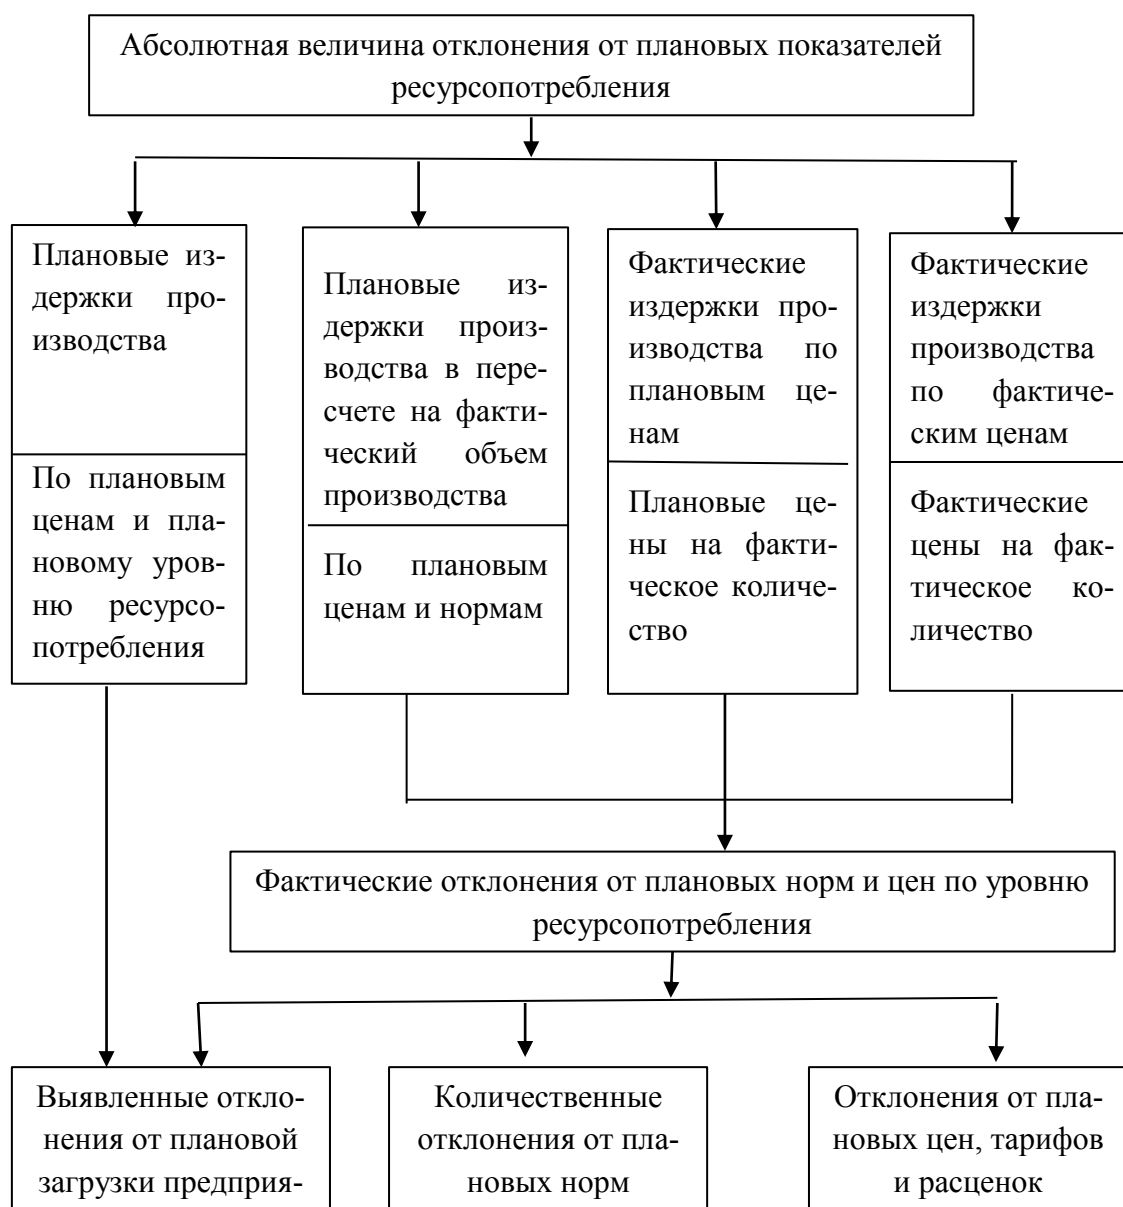 Абсолютная величина отклонения от плановых показателей
ресурсопотребления
Плановые из-
держки про-
изводства
По плановым
ценам и пла-
новому уров-
ню ресурсо-
потребления
Плановые из-
держки произ-
водства в пере-
счете на факти-
ческий объем
производства
По плановым
ценам и нормам
Фактические
издержки про-
изводства по
плановым це-
нам
Плановые це-
ны на факти-
ческое количе-
ство
Фактические
издержки
производства
по фактиче-
ским ценам
Фактические
цены на фак-
тическое ко-
личество
Фактические отклонения от плановых норм и цен по уровню
ресурсопотребления
Выявленные откло-
нения от плановой
загрузки предприя-
Количественные
отклонения от пла-
новых норм
Отклонения от пла-
новых цен, тарифов
и расценок